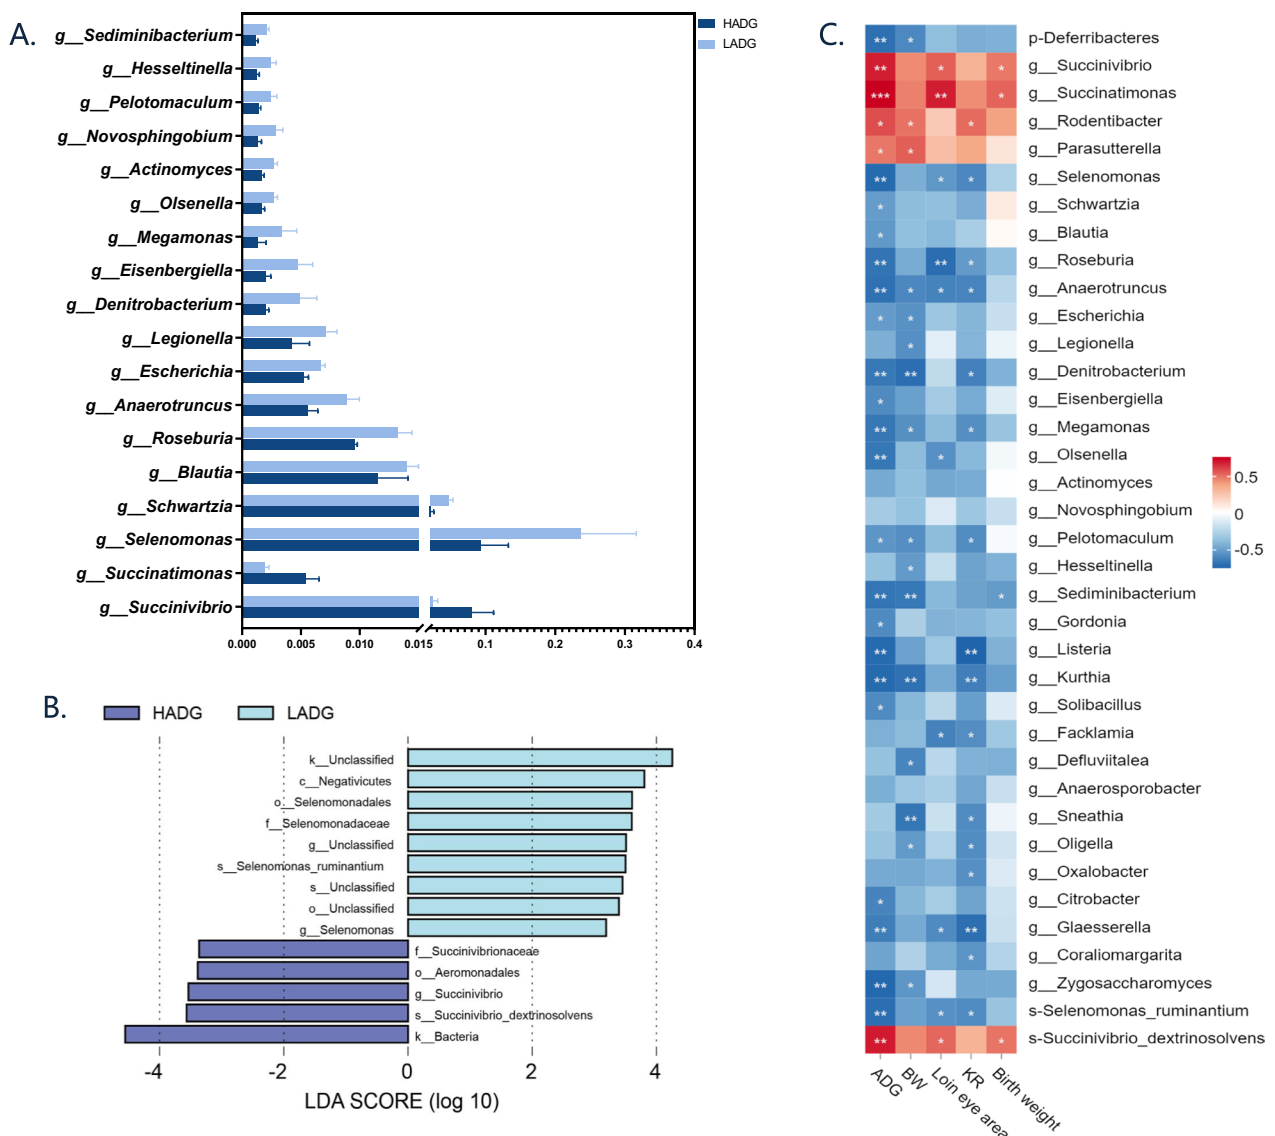 A.
HADG
LADG
g__Sediminibacterium
g__Hesseltinella
g__Pelotomaculum
g__Novosphingobium
g__Actinomyces
g__Olsenella
g__Megamonas
g__Eisenbergiella
g__Denitrobacterium
g__Legionella
g__Escherichia
g__Anaerotruncus
g__Roseburia
g__Blautia
g__Schwartzia
g__Selenomonas
g__Succinatimonas
g__Succinivibrio
0.000 0.005 0.010 0.015 0.1 0.2 0.3 0.4
B.
HADG LADG
k__Unclassified
c__Negativicutes
o__Selenomonadales
f__Selenomonadaceae
g__Unclassified
s__Selenomonas_ruminantium
s__Unclassified
o__Unclassified
g__Selenomonas
f__Succinivibrionaceae
o__Aeromonadales
g__Succinivibrio
s__Succinivibrio_dextrinosolvens
k__Bacteria
-4 -2 0 2 4
LDA SCORE (log 10)
C.
** * p-Deferribacteres
** * * g__Succinivibrio
*** ** * g__Succinatimonas
* * * g__Rodentibacter
* * g__Parasutterella
** * * g__Selenomonas
* g__Schwartzia
* g__Blautia
** ** * g__Roseburia
** * * * g__Anaerotruncus
* * g__Escherichia
* g__Legionella
** ** * g__Denitrobacterium
* g__Eisenbergiella
** * * g__Megamonas
** * g__Olsenella
g__Actinomyces
g__Novosphingobium
* * * g__Pelotomaculum
* g__Hesseltinella
** ** * g__Sediminibacterium
* g__Gordonia
** ** g__Listeria
** ** ** g__Kurthia
* g__Solibacillus
* * g__Facklamia
* g__Defluviitalea
g__Anaerosporobacter
** * g__Sneathia
* * g__Oligella
* g__Oxalobacter
* g__Citrobacter
** * ** g__Glaesserella
* g__Coraliomargarita
** * g__Zygosaccharomyces
** * * s-Selenomonas_ruminantium
** * * s-Succinivibrio_dextrinosolvens
ADG BW Loin eye area KR Birth weight
0.5
0
-0.5